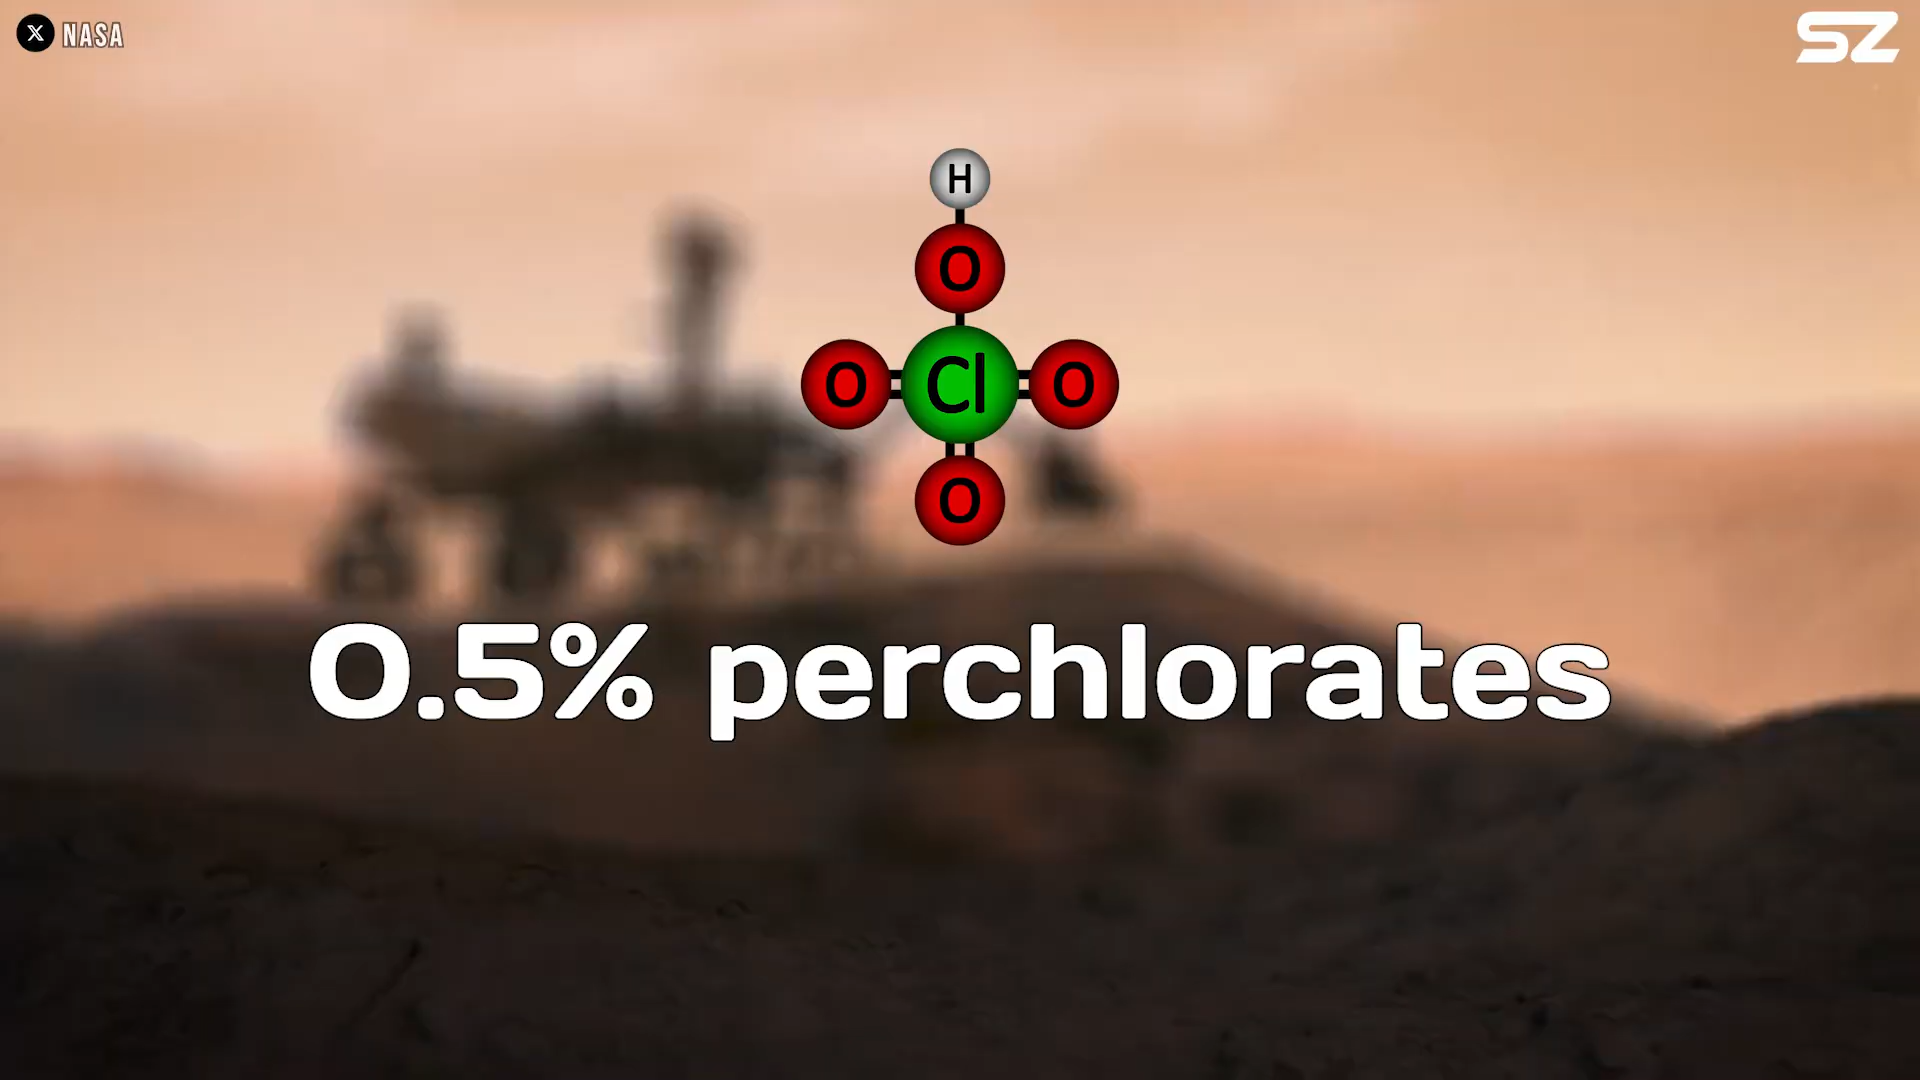 X NASA
SZ
H
O
O Cl O
O
0.5% perchlorates